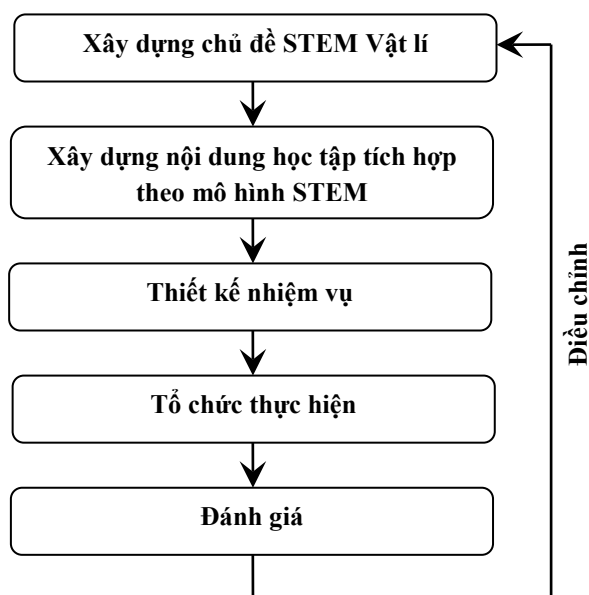 Xây dựng chủ đề STEM Vật lí
Xây dựng nội dung học tập tích hợp
theo mô hình STEM
Thiết kế nhiệm vụ
Tổ chức thực hiện
Đánh giá
Điều chỉnh